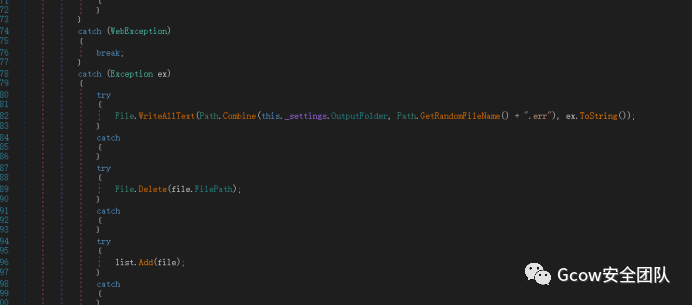 71 {
72 }
73 }
74 catch (WebException)
75 {
76 break;
77 }
78 catch (Exception ex)
79 {
80 try
81 {
82 File.WriteAllText(Path.Combine(this._settings.OutputFolder, Path.GetRandomFileName() + ".err"), ex.ToString());
83 }
84 catch
85 {
86 }
87 try
88 {
89 File.Delete(file.FilePath);
90 }
91 catch
92 {
93 }
94 try
95 {
96 list.Add(file);
97 }
98 catch
99 {
00 }
Gcow安全团队